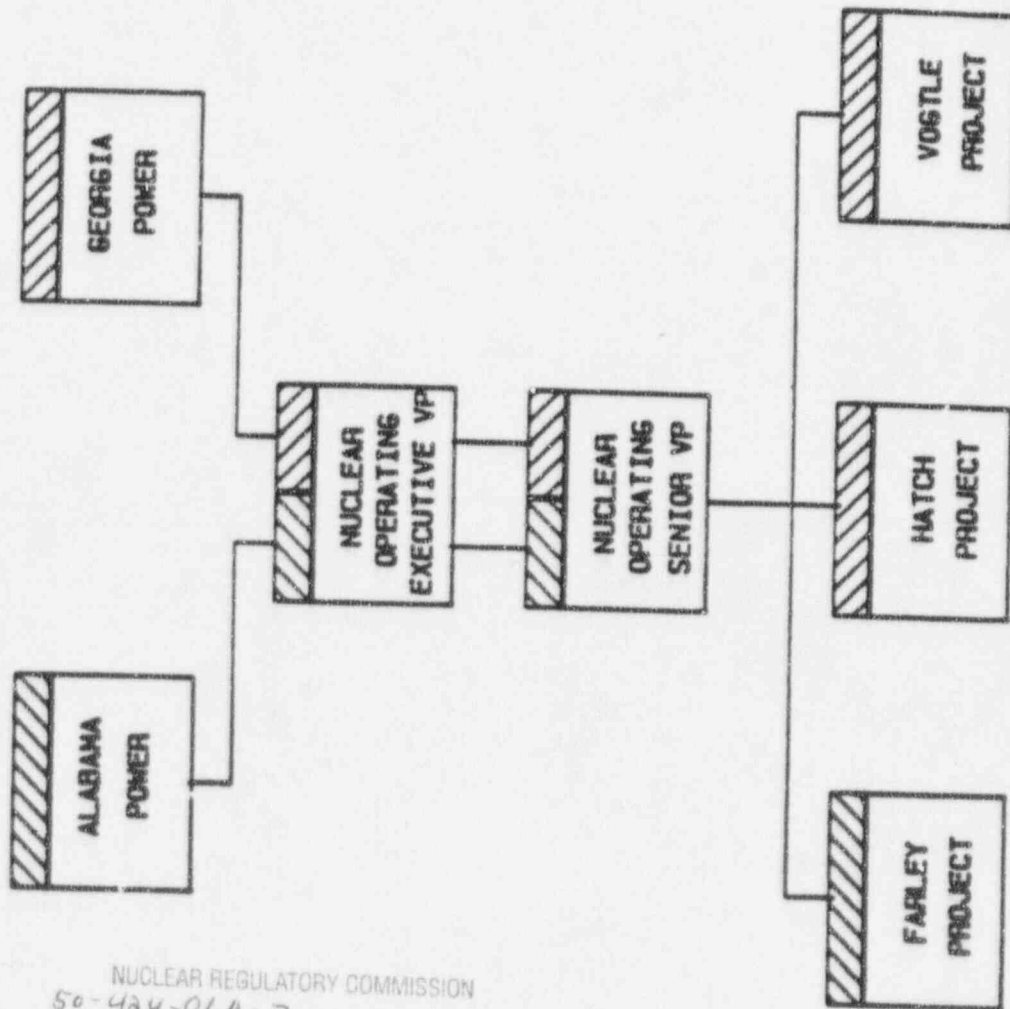 ALABAMA
POWER
GEORGIA
POWER
NUCLEAR
OPERATING
EXECUTIVE VP
NUCLEAR
OPERATING
SENIOR VP
FARLEY
PROJECT
HATCH
PROJECT
VOGTLE
PROJECT
NUCLEAR REGULATORY COMMISSION